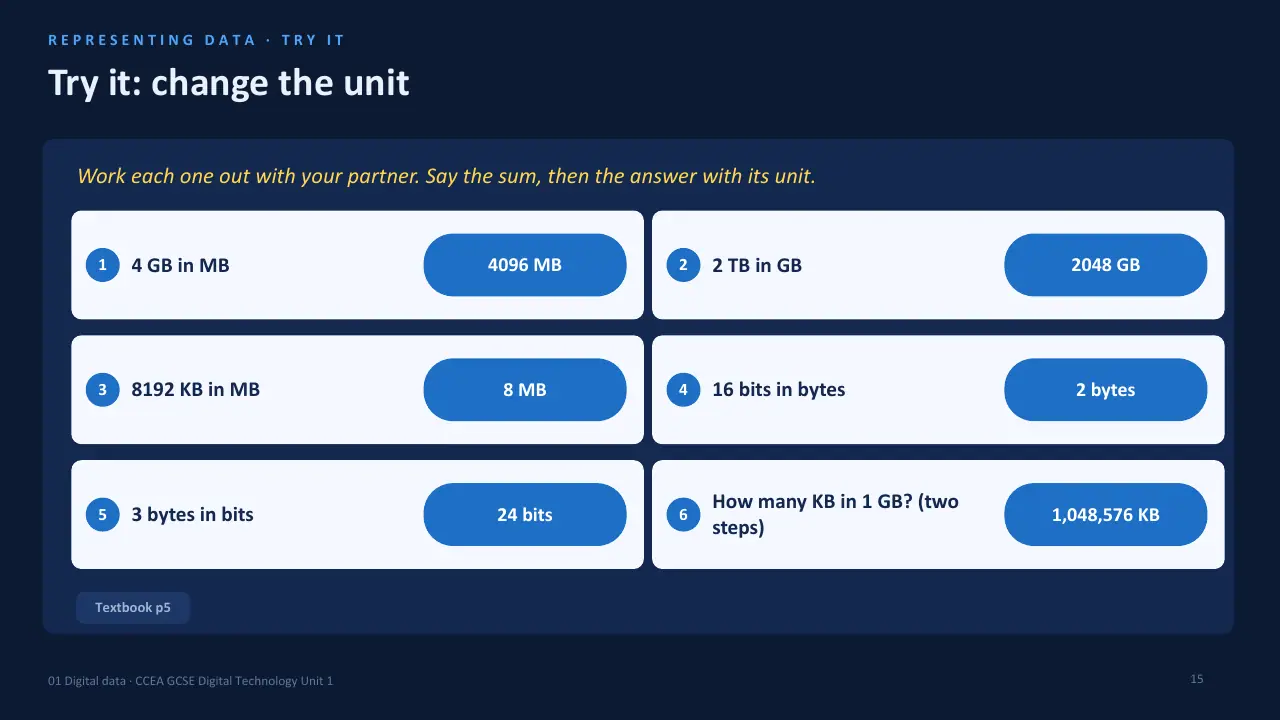 REPRESENTING DATA · TRY IT
Try it: change the unit
Work each one out with your partner. Say the sum, then the answer with its unit.
1 4 GB in MB 4096 MB
2 2 TB in GB 2048 GB
3 8192 KB in MB 8 MB
4 16 bits in bytes 2 bytes
5 3 bytes in bits 24 bits
6 How many KB in 1 GB? (two
steps) 1,048,576 KB
Textbook p5
01 Digital data · CCEA GCSE Digital Technology Unit 1
15